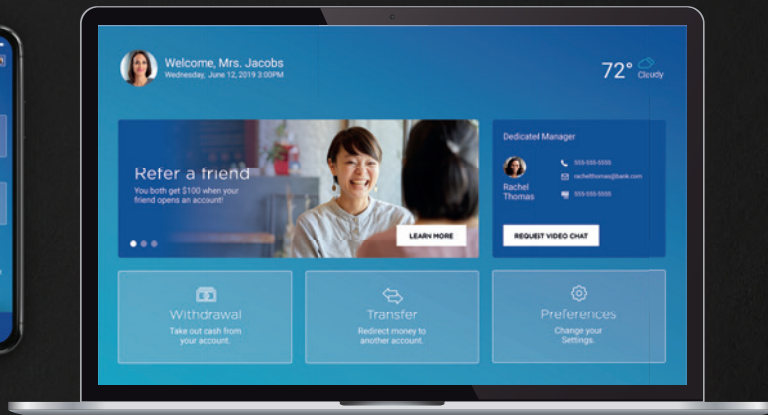 Welcome, Mrs. Jacobs
Wednesday, June 12, 2019 3:00PM
72° Cloudy
Refer a friend
You both get $100 when your
friend opens an account!
LEARN MORE
Dedicatel Manager
Rachel
Thomas
555-555-5555
rachelthomas@bank.com
555-555-5555
REQUEST VIDEO CHAT
Withdrawal
Take out cash from
your account.
Transfer
Redirect money to
another account.
Preferences
Change your
Settings.